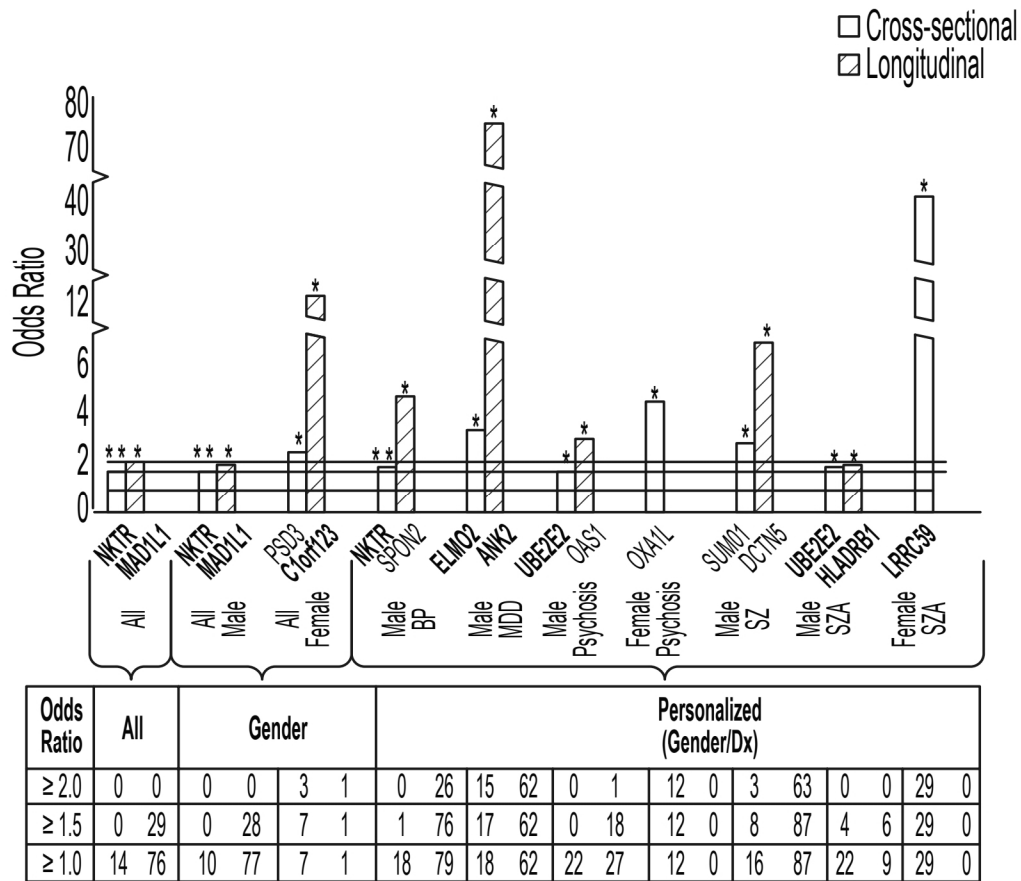 Cross-sectional
Longitudinal
Odds Ratio
80
70
40
30
12
6
4
2
0
* * *
* * *
* *
* * *
* *
* *
*
* *
* *
*
NKTR MAD1L1 NKTR MAD1L1 PSD3 C1orf123 NKTR SPON2 ELMO2 ANK2 UBE2E2 OAS1 OXA1L SUM01 DCTN5 UBE2E2 HLADRB1 LRRC59
All
All Male
All Female
Male BP
Male MDD
Male Psychosis
Female Psychosis
Male SZ
Male SZA
Female SZA
Odds Ratio All Gender Personalized (Gender/Dx)
≥ 2.0 0 0 0 0 3 1 0 26 15 62 0 1 12 0 3 63 0 0 29 0
≥ 1.5 0 29 0 28 7 1 1 76 17 62 0 18 12 0 8 87 4 6 29 0
≥ 1.0 14 76 10 77 7 1 18 79 18 62 22 27 12 0 16 87 22 9 29 0